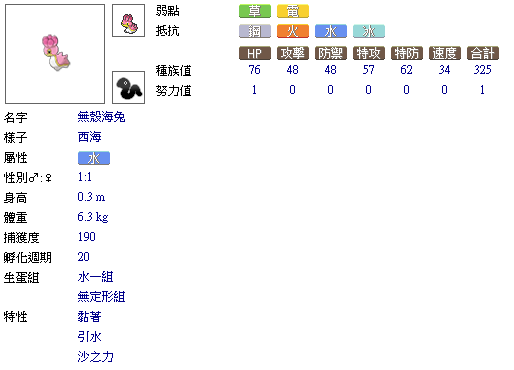 弱點 草 電
抵抗 鋼 火 水 冰
HP 攻擊 防禦 特攻 特防 速度 合計
種族值 76 48 48 57 62 34 325
努力值 1 0 0 0 0 0 1
名字 無殼海兔
樣子 西海
屬性 水
性別♂:♀ 1:1
身高 0.3 m
體重 6.3 kg
捕獲度 190
孵化週期 20
生蛋組 水一組
無定形組
特性 黏著
引水
沙之力